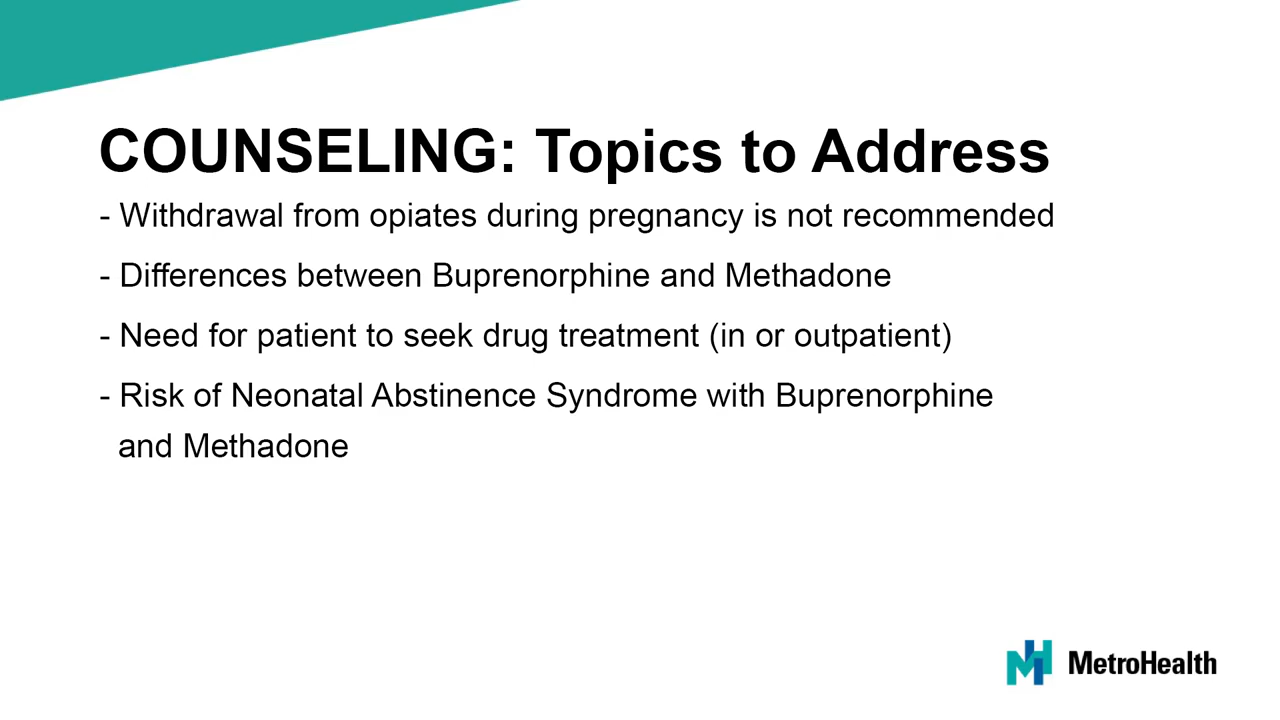 COUNSELING: Topics to Address
- Withdrawal from opiates during pregnancy is not recommended
- Differences between Buprenorphine and Methadone
- Need for patient to seek drug treatment (in or outpatient)
- Risk of Neonatal Abstinence Syndrome with Buprenorphine
and Methadone
MetroHealth